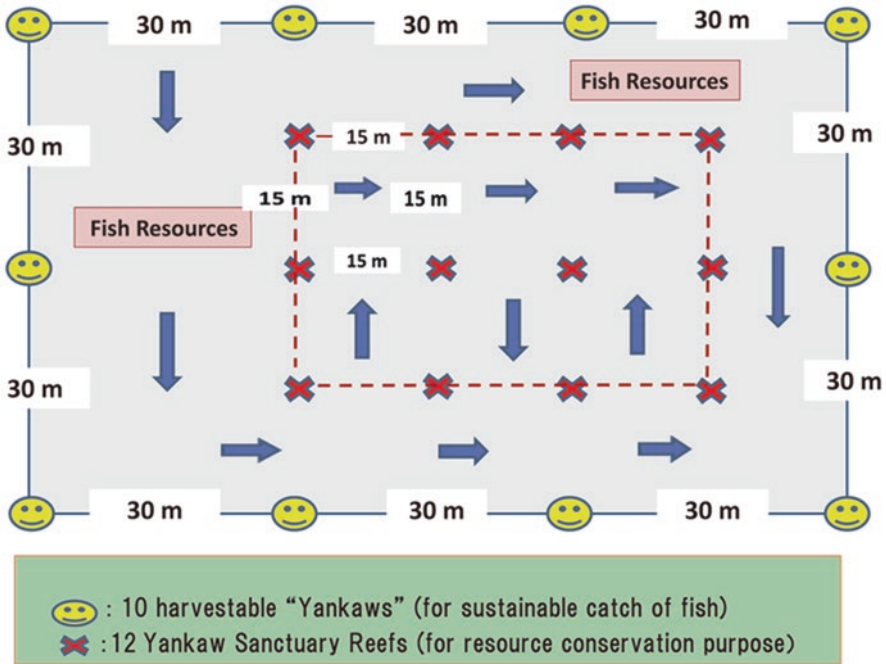 30 m 30 m 30 m
Fish Resources
30 m 15 m 30 m
15 m 15 m
Fish Resources
15 m
30 m 30 m
30 m 30 m 30 m
: 10 harvestable “Yankaws” (for sustainable catch of fish)
: 12 Yankaw Sanctuary Reefs (for resource conservation purpose)